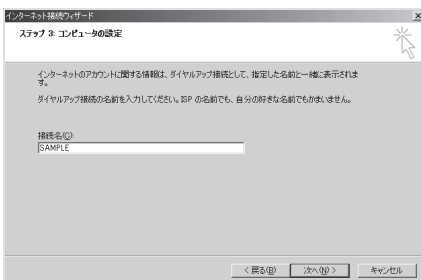 インターネット接続ウィザード
ステップ 3: コンピュータの設定
インターネットのアカウントに関する情報は、ダイヤルアップ接続として、指定した名前と一緒に表示されま
す。
ダイヤルアップ接続の名前を入力してください。ISP の名前でも、自分の好きな名前でもかまいません。
接続名(C):
SAMPLE
< 戻る(B)
次へ(N) >
キャンセル